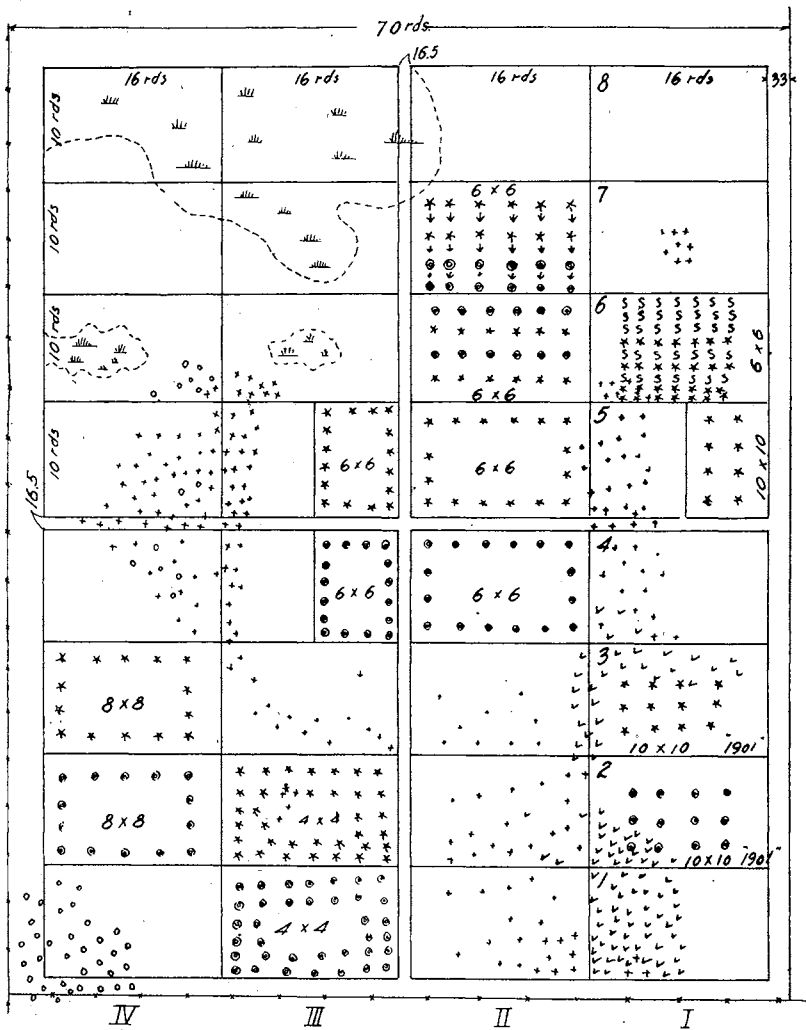 70 rds.
16.5
16 rds 16 rds 16 rds 8 16 rds 33
10 rds
6 x 6 7
10 rds
10 rds 6 6 x 6
6 x 6
10 rds 6 x 6 6 x 6 5 10 x 10
16.5
6 x 6 6 x 6 4
8 x 8 3
10 x 10 "1901"
8 x 8 4 x 4 2
10 x 10 "1901"
4 x 4 1
IV III II I